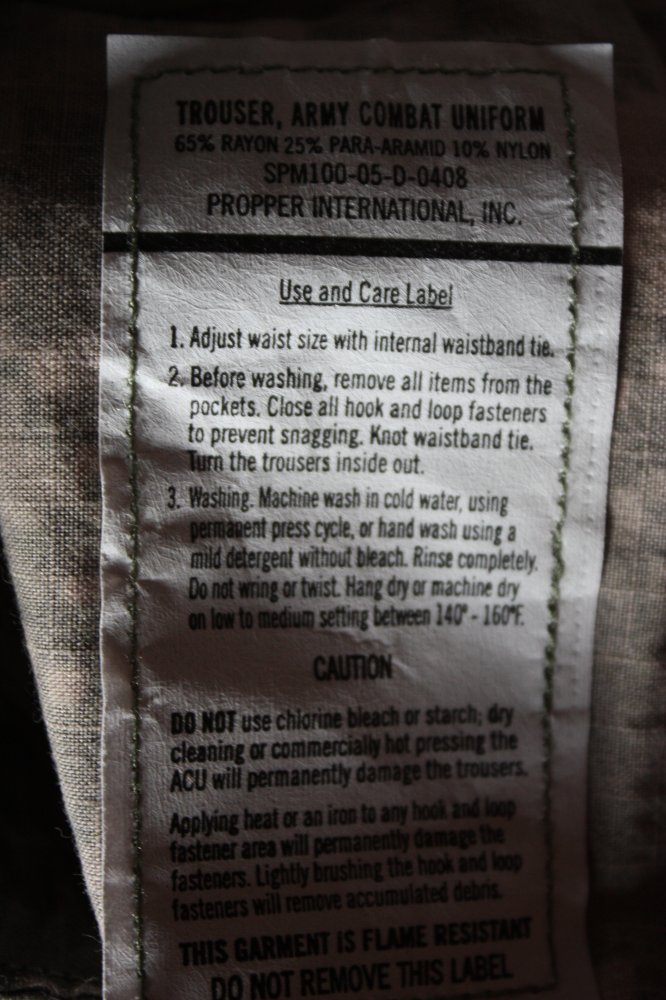 TROUSER, ARMY COMBAT UNIFORM
65% RAYON 25% PARA-ARAMID 10% NYLON
SPM100-05-D-0408
PROPPER INTERNATIONAL, INC.
Use and Care Label
1. Adjust waist size with internal waistband tie.
2. Before washing, remove all items from the
pockets. Close all hook and loop fasteners
to prevent snagging. Knot waistband tie.
Turn the trousers inside out.
3. Washing. Machine wash in cold water, using
permanent press cycle, or hand wash using a
mild detergent without bleach. Rinse completely.
Do not wring or twist. Hang dry or machine dry
on low to medium setting between 140° - 160°F.
CAUTION
DO NOT use chlorine bleach or starch; dry
cleaning or commercially hot pressing the
ACU will permanently damage the trousers.
Applying heat or an iron to any hook and loop
fastener area will permanently damage the
fasteners. Lightly brushing the hook and loop
fasteners will remove accumulated debris.
THIS GARMENT IS FLAME RESISTANT
DO NOT REMOVE THIS LABEL